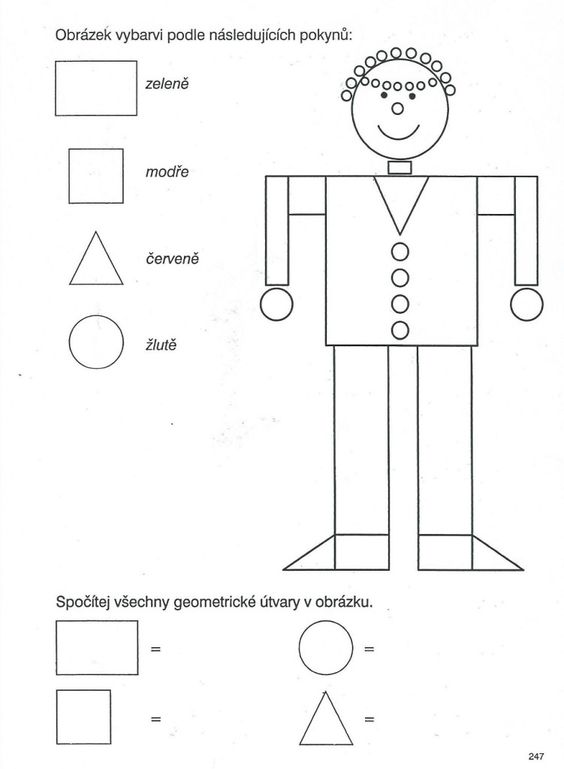 Obrázek vybarvi podle následujících pokynů:
zeleně
modře
červeně
žlutě
Spočítej všechny geometrické útvary v obrázku.
= =
= =
247